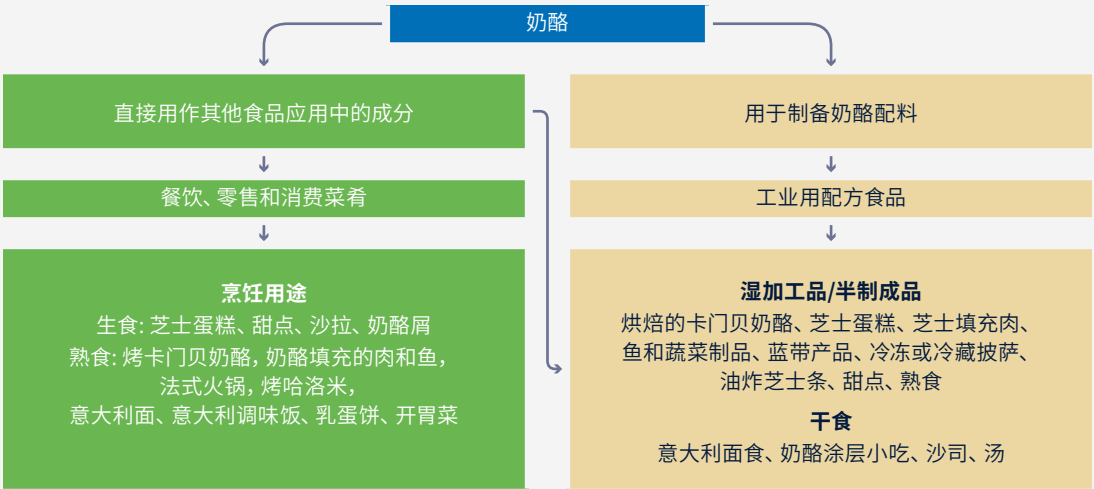 奶酪
直接用作其他食品应用中的成分
用于制备奶酪配料
餐饮、零售和消费菜肴
工业用配方食品
烹饪用途
生食: 芝士蛋糕、甜点、沙拉、奶酪屑
熟食: 烤卡门贝奶酪，奶酪填充的肉和鱼，
法式火锅，烤哈洛米，
意大利面、意大利调味饭、乳蛋饼、开胃菜
湿加工品/半制成品
烘焙的卡门贝奶酪、芝士蛋糕、芝士填充肉、
鱼和蔬菜制品、蓝带产品、冷冻或冷藏披萨、
油炸芝士条、甜点、熟食
干食
意大利面食、奶酪涂层小吃、沙司、汤